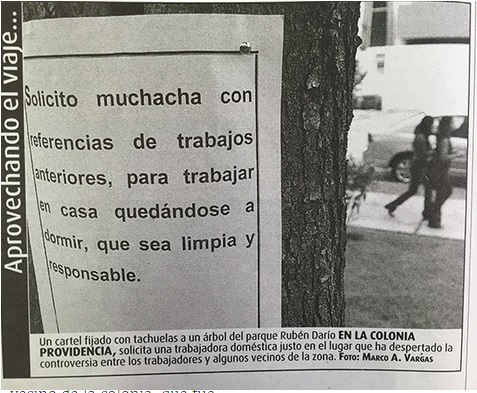 Aprovechando el viaje...
Solicito muchacha con
referencias de trabajos
anteriores, para trabajar
en casa quedándose a
dormir, que sea limpia y
responsable.
Un cartel fijado con tachuelas a un árbol del parque Rubén Darío EN LA COLONIA
PROVIDENCIA, solicita una trabajadora doméstica justo en el lugar que ha despertado la
controversia entre los trabajadores y algunos vecinos de la zona. FOTO: MARCO A. VARGAS